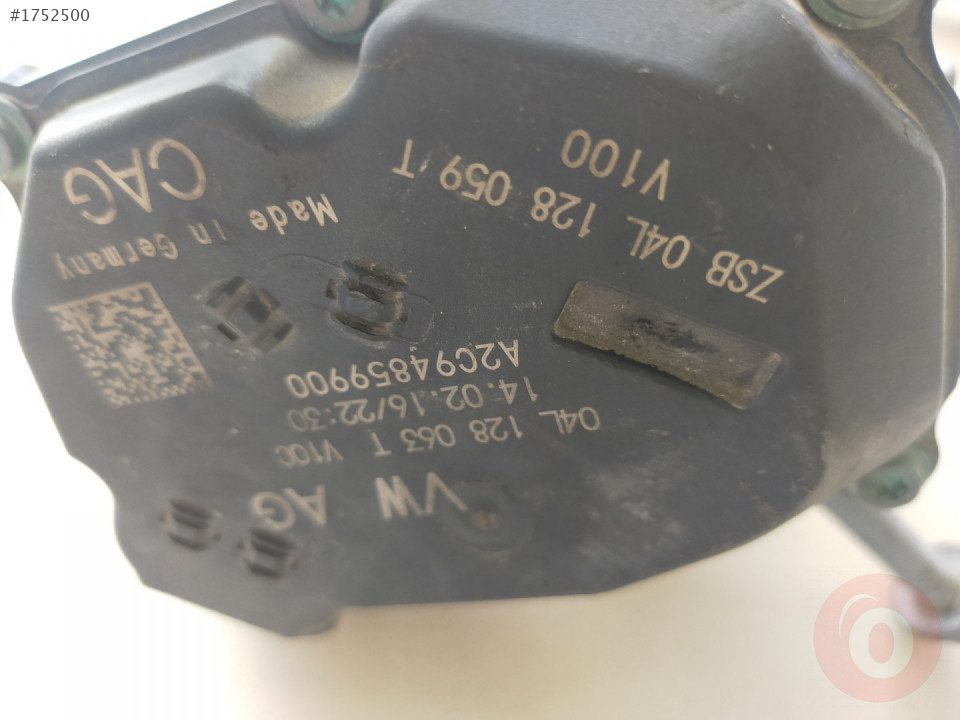 #1752500
VW AG
04L 128 063 T V100
14.02.16/22:30
A2C94859900
ZSB 04L 128 059 T
V100
Made in Germany
CAG